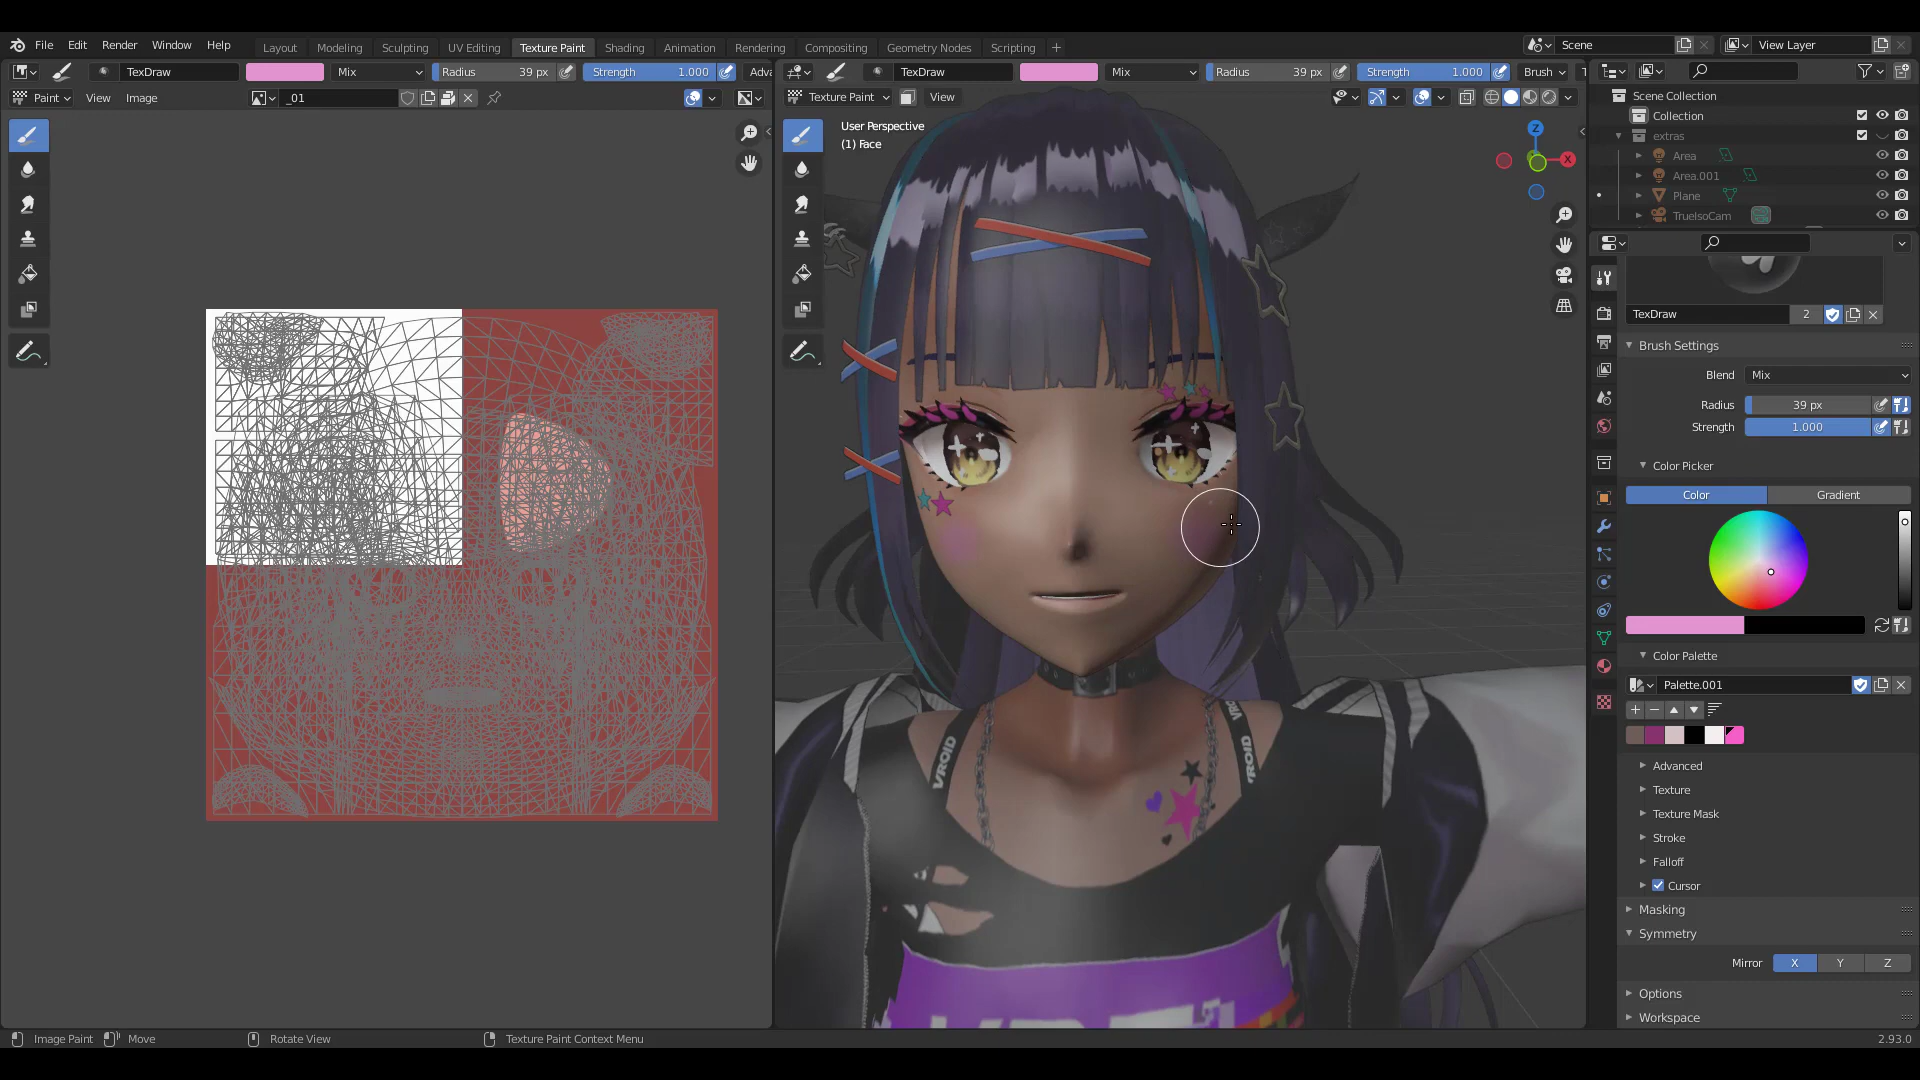 File Edit Render Window Help Layout Modeling Sculpting UV Editing Texture Paint Shading Animation Rendering Compositing Geometry Nodes Scripting + Scene View Layer
TexDraw Mix Radius 39 px Strength 1.000 Adva TexDraw Mix Radius 39 px Strength 1.000 Brush
Paint View Image _01 Texture Paint View
Scene Collection
Collection
extras
Area
Area.001
Plane
TrueIsoCam
User Perspective
(1) Face
Z
X
VROID
VROID
TexDraw 2
Brush Settings
Blend Mix
Radius 39 px
Strength 1.000
Color Picker
Color Gradient
Color Palette
Palette.001
Advanced
Texture
Texture Mask
Stroke
Falloff
Cursor
Masking
Symmetry
Mirror X Y Z
Options
Workspace
Image Paint Move Rotate View Texture Paint Context Menu 2.93.0